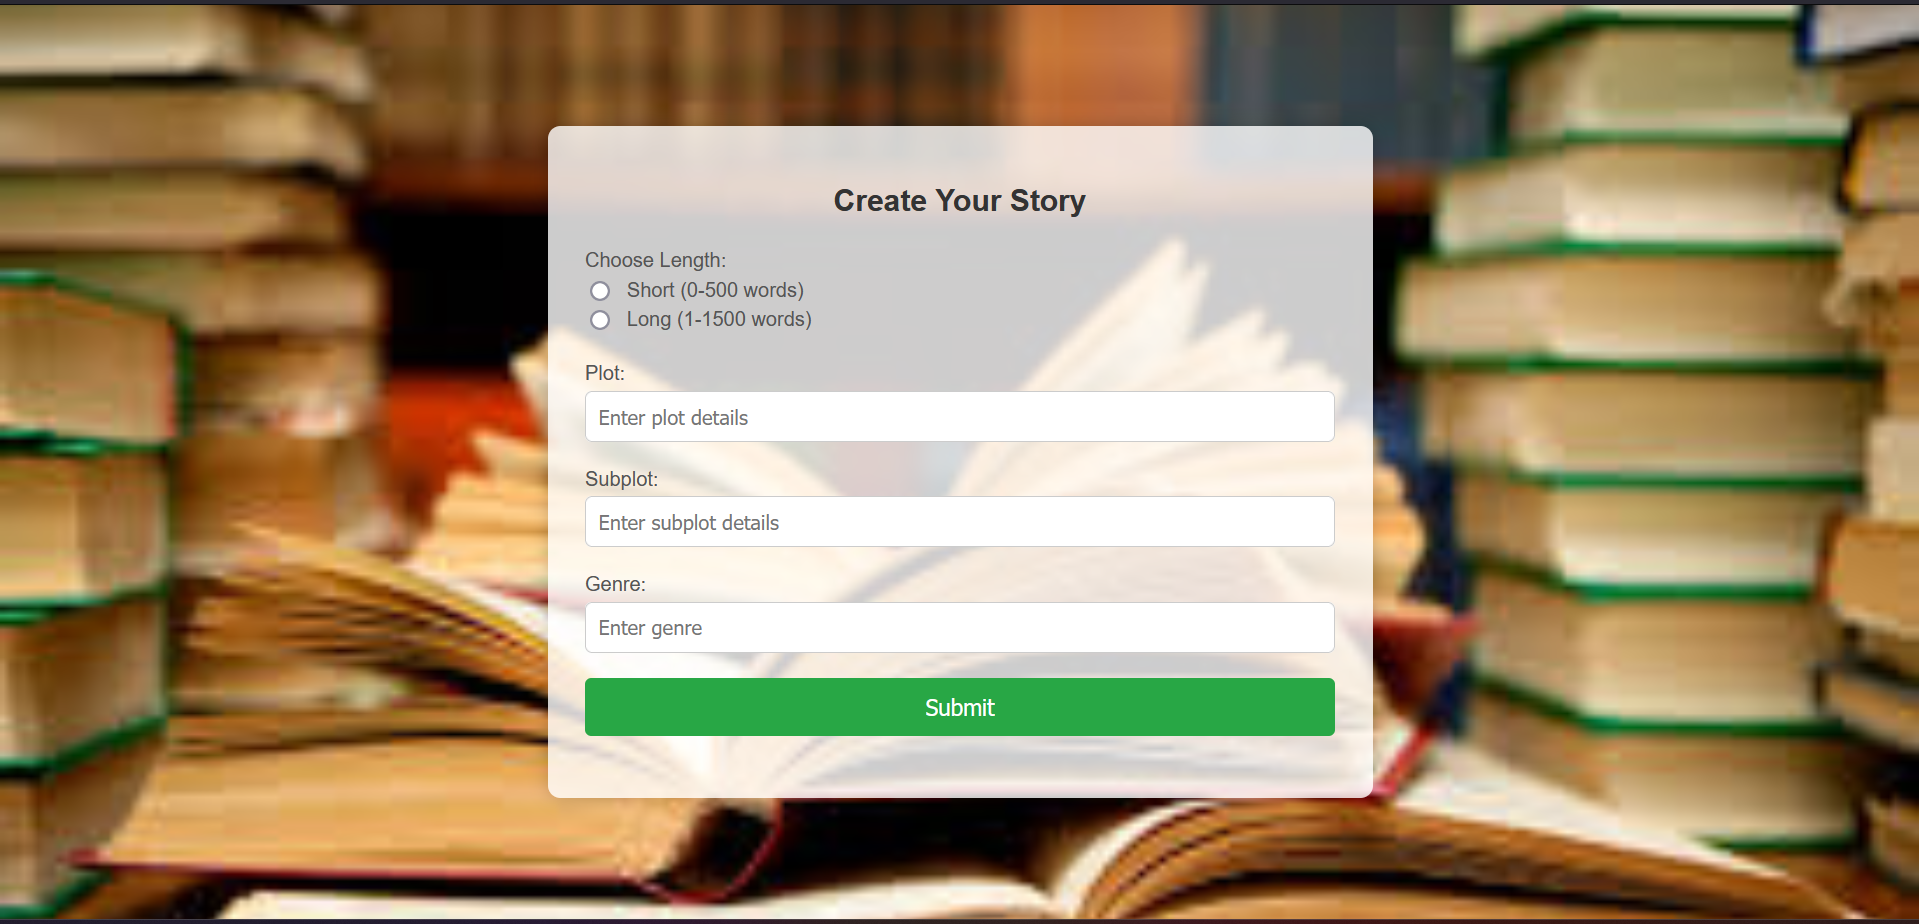 Create Your Story
Choose Length:
Short (0-500 words)
Long (1-1500 words)
Plot:
Enter plot details
Subplot:
Enter subplot details
Genre:
Enter genre
Submit